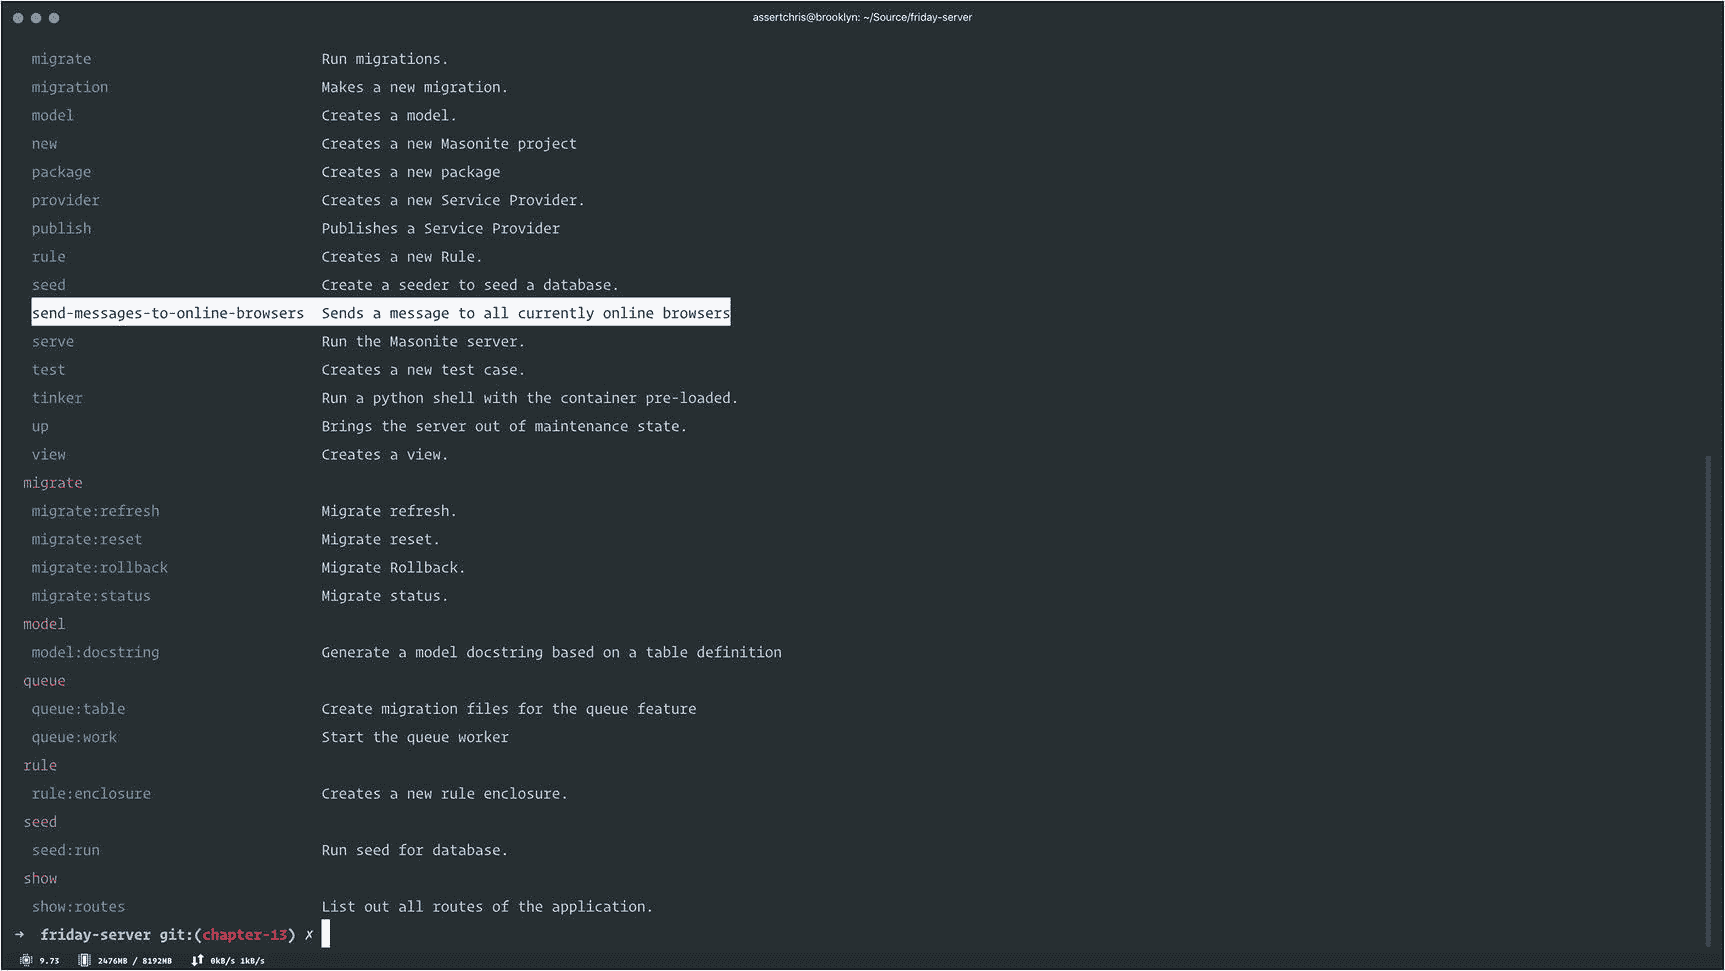 assertchris@brooklyn: ~/Source/friday-server
migrate Run migrations.
migration Makes a new migration.
model Creates a model.
new Creates a new Masonite project
package Creates a new package
provider Creates a new Service Provider.
publish Publishes a Service Provider
rule Creates a new Rule.
seed Create a seeder to seed a database.
send-messages-to-online-browsers Sends a message to all currently online browsers
serve Run the Masonite server.
test Creates a new test case.
tinker Run a python shell with the container pre-loaded.
up Brings the server out of maintenance state.
view Creates a view.
migrate
migrate:refresh Migrate refresh.
migrate:reset Migrate reset.
migrate:rollback Migrate Rollback.
migrate:status Migrate status.
model
model:docstring Generate a model docstring based on a table definition
queue
queue:table Create migration files for the queue feature
queue:work Start the queue worker
rule
rule:enclosure Creates a new rule enclosure.
seed
seed:run Run seed for database.
show
show:routes List out all routes of the application.
→ friday-server git:(chapter-13) ✗
9.73 2476MB / 8192MB 0kB/s 1kB/s